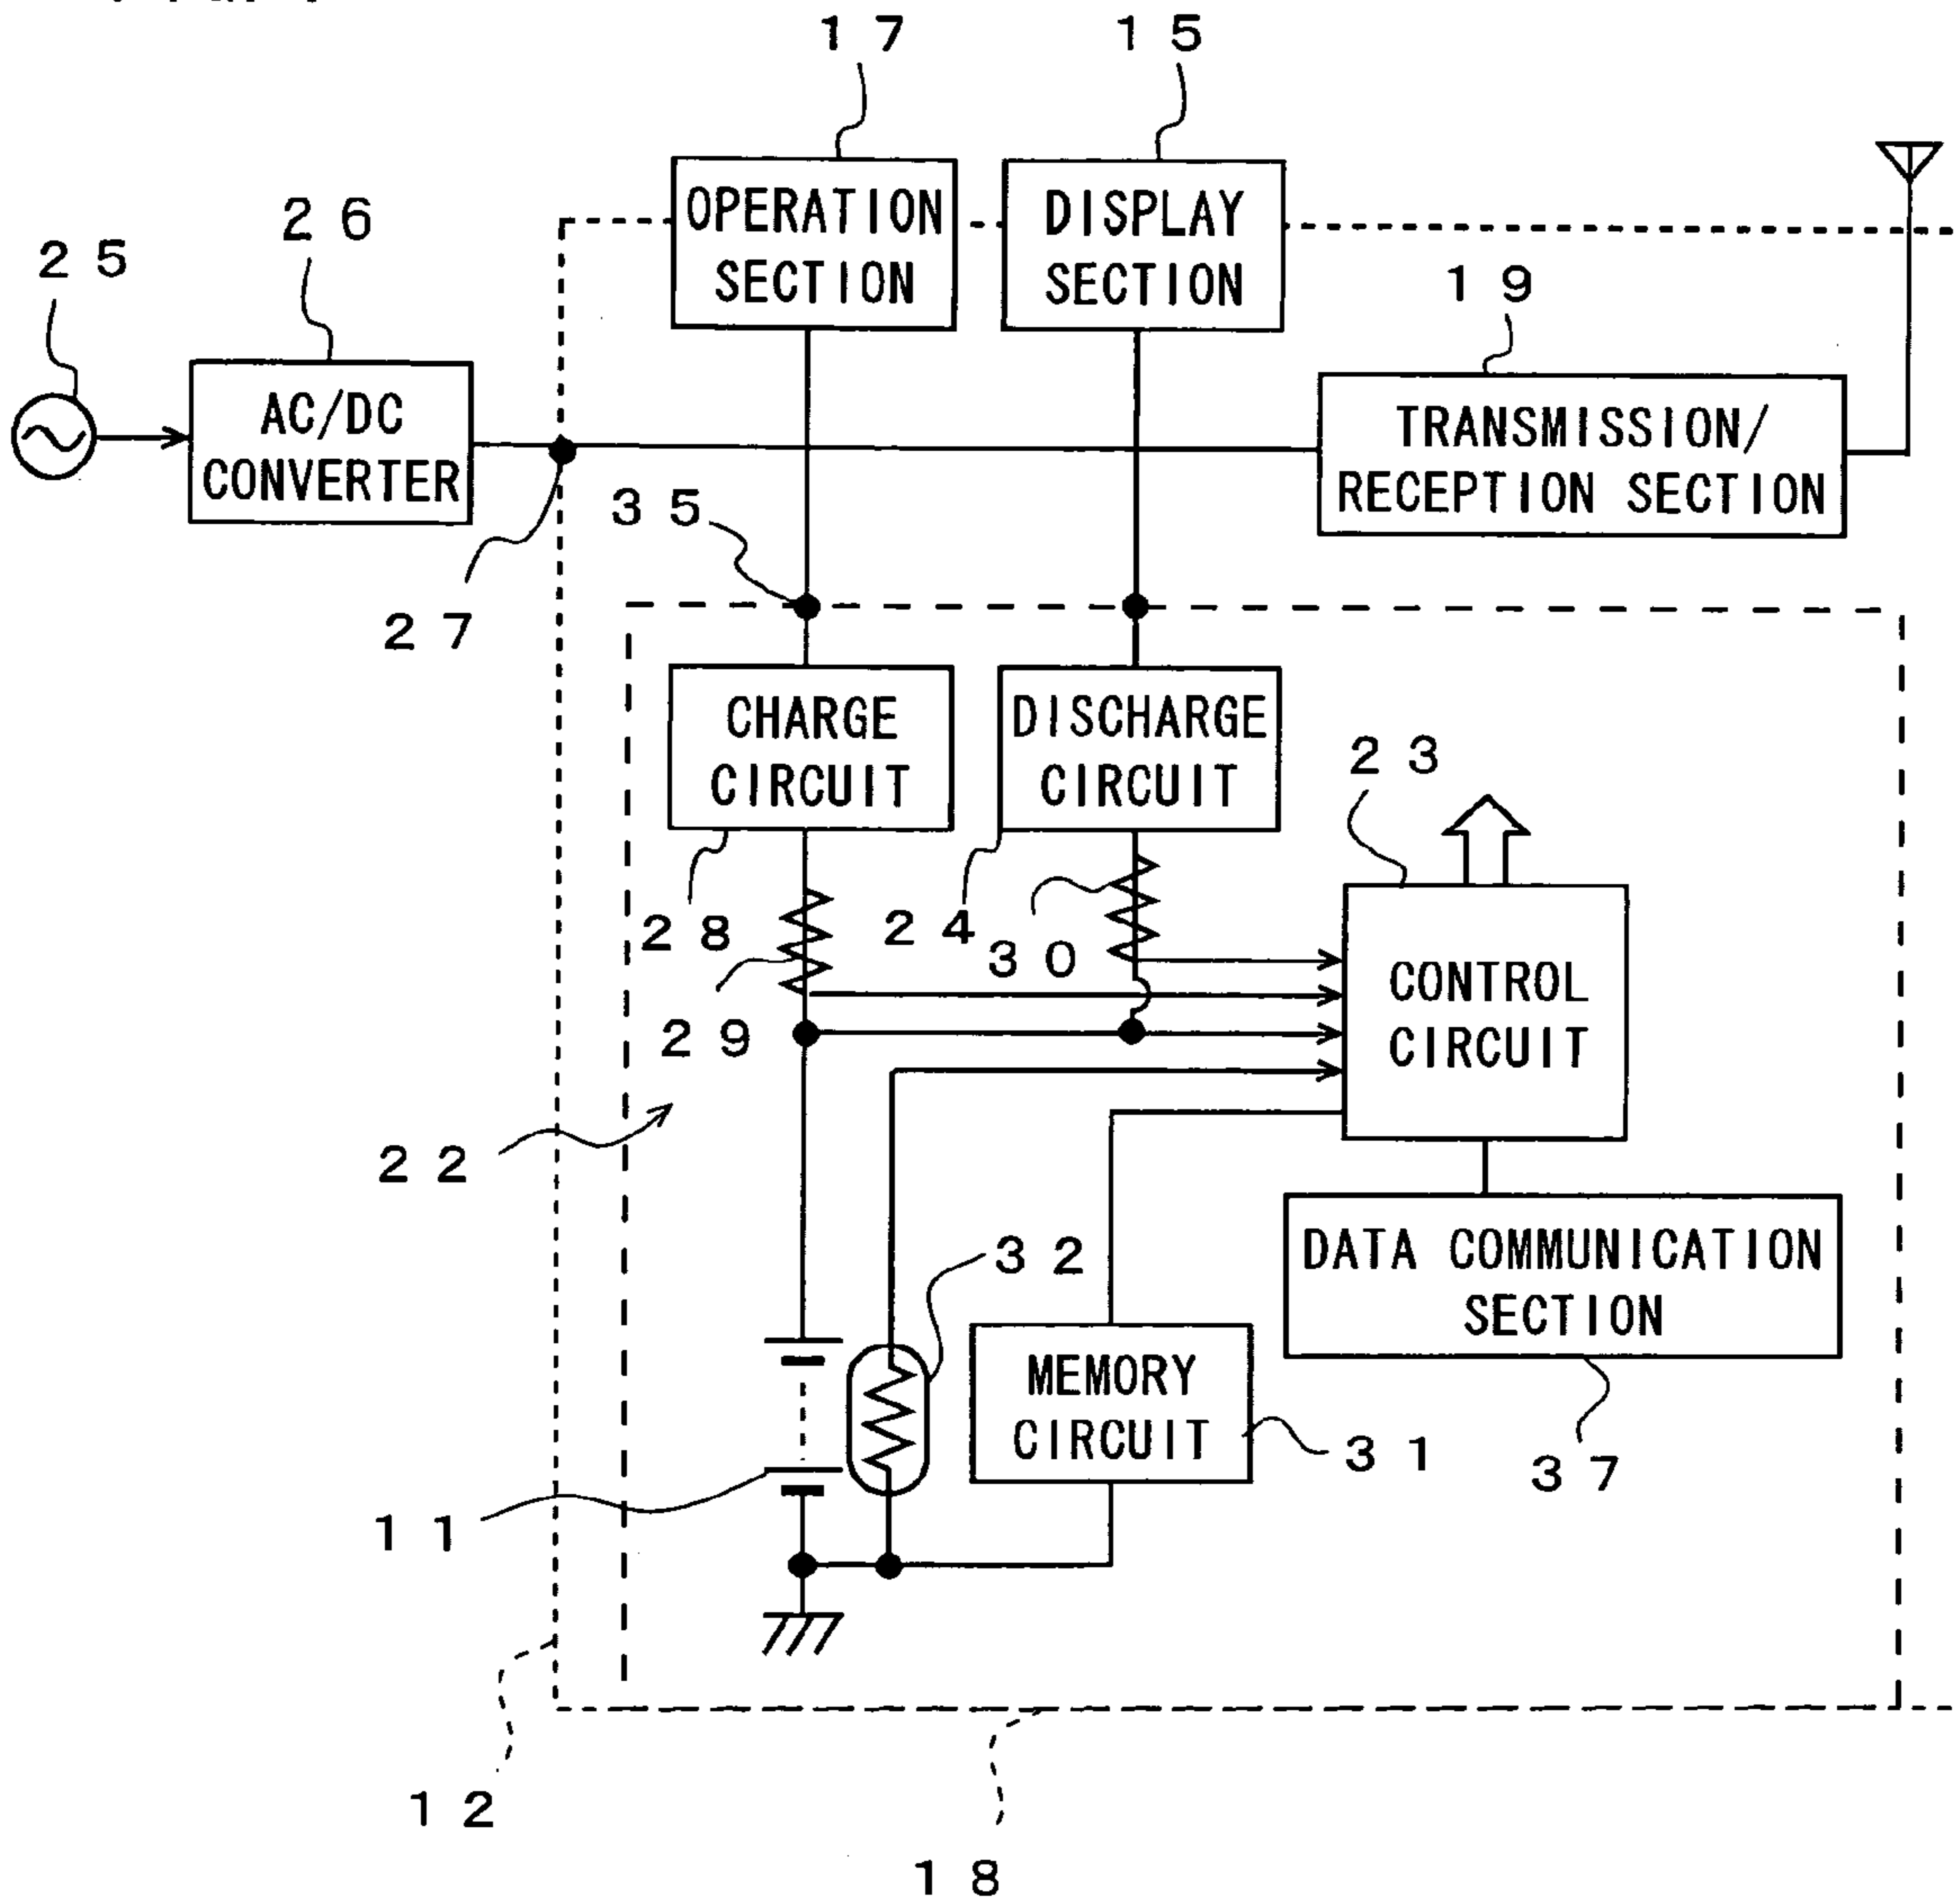 17
15
OPERATION
SECTION
DISPLAY
SECTION
25
26
19
AC/DC
CONVERTER
TRANSMISSION/
RECEPTION SECTION
35
27
CHARGE
CIRCUIT
DISCHARGE
CIRCUIT
23
28
24
30
CONTROL
CIRCUIT
29
22
DATA COMMUNICATION
SECTION
32
MEMORY
CIRCUIT
31
37
11
12
18